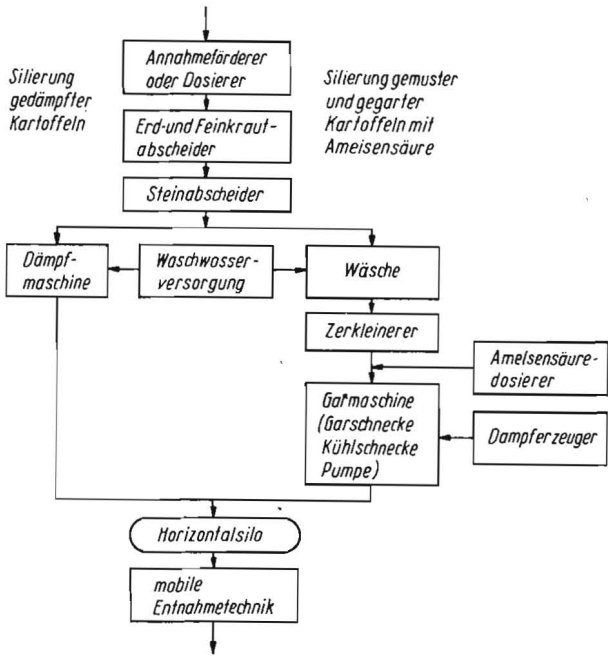 Annahmeförderer
oder Dosierer
Silierung
gedämpfter
Kartoffeln
Silierung gemuster
und gegarter
Kartoffeln mit
Ameisensäure
Erd-und Feinkraut-
abscheider
Steinabscheider
Dämpf-
maschine
Waschwasser-
versorgung
Wäsche
Zerkleinerer
Ameisensäure-
dosierer
Garmaschine
(Garschnecke
Kühlschnecke
Pumpe)
Dampferzeuger
Horizontalsilo
mobile
Entnahmetechnik